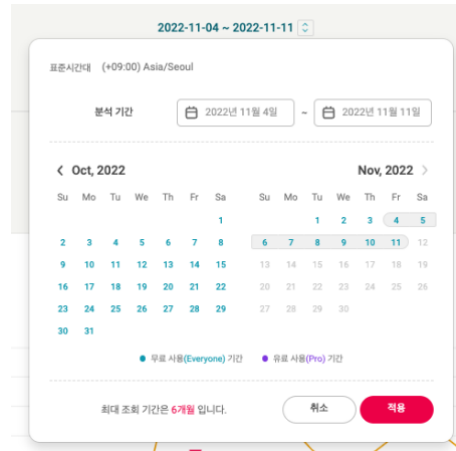 2022-11-04 ~ 2022-11-11
표준시간대 (+09:00) Asia/Seoul
분석 기간 2022년 11월 4일 ~ 2022년 11월 11일
Oct, 2022 Nov, 2022
Su Mo Tu We Th Fr Sa Su Mo Tu We Th Fr Sa
1 1 2 3 4 5
2 3 4 5 6 7 8 6 7 8 9 10 11 12
9 10 11 12 13 14 15 13 14 15 16 17 18 19
16 17 18 19 20 21 22 20 21 22 23 24 25 26
23 24 25 26 27 28 29 27 28 29 30
30 31
무료 사용(Everyone) 기간 유료 사용(Pro) 기간
최대 조회 기간은 6개월 입니다. 취소 적용